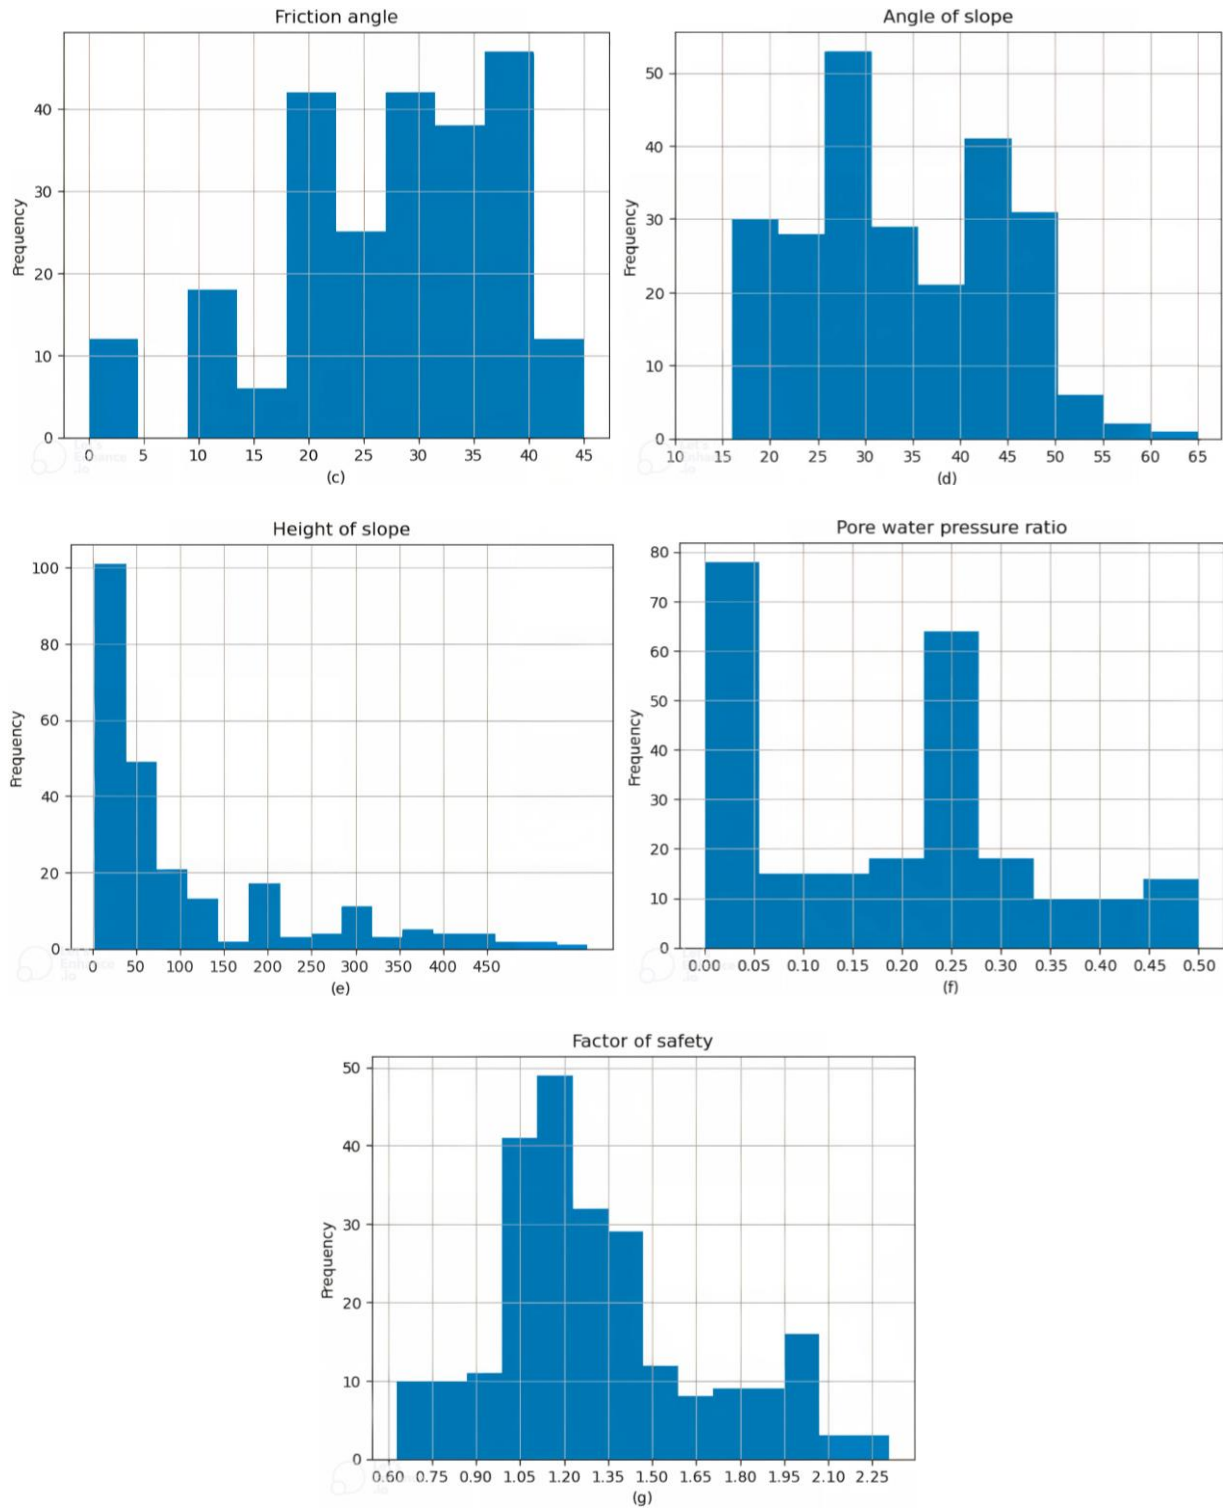 Friction angle
Frequency
40
30
20
10
0
0 5 10 15 20 25 30 35 40 45
(c)
Angle of slope
Frequency
50
40
30
20
10
0
10 15 20 25 30 35 40 45 50 55 60 65
(d)
Height of slope
Frequency
100
80
60
40
20
0
0 50 100 150 200 250 300 350 400 450
(e)
Pore water pressure ratio
Frequency
80
70
60
50
40
30
20
10
0
0.00 0.05 0.10 0.15 0.20 0.25 0.30 0.35 0.40 0.45 0.50
(f)
Factor of safety
Frequency
50
40
30
20
10
0
0.60 0.75 0.90 1.05 1.20 1.35 1.50 1.65 1.80 1.95 2.10 2.25
(g)